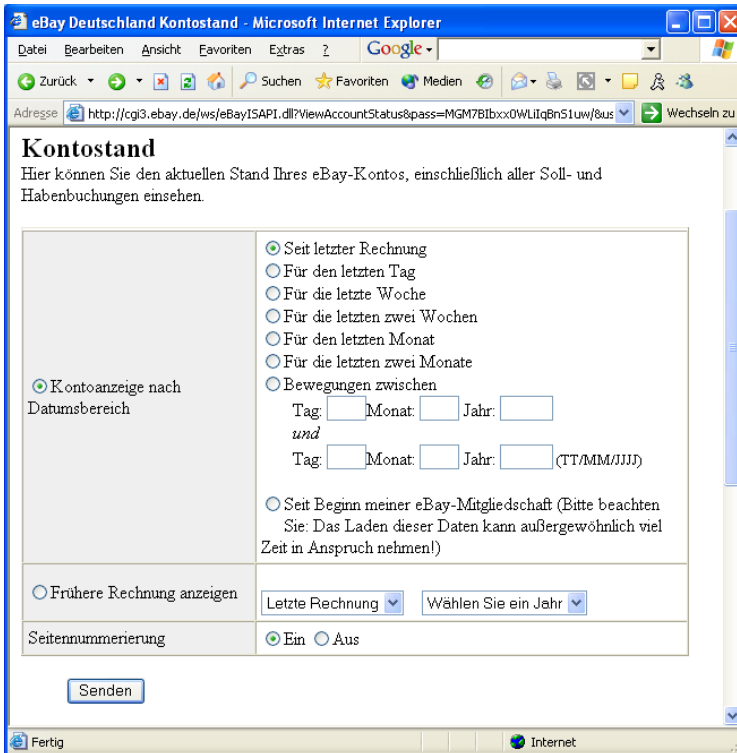 eBay Deutschland Kontostand - Microsoft Internet Explorer
Datei Bearbeiten Ansicht Favoriten Extras ? Google
Zurück Suchen Favoriten Medien
Adresse http://cgi3.ebay.de/ws/eBayISAPI.dll?ViewAccountStatus&pass=MGM7BIbxx0WLiIqBnS1uw/&us Wechseln zu
Kontostand
Hier können Sie den aktuellen Stand Ihres eBay-Kontos, einschließlich aller Soll- und
Habenbuchungen einsehen.
Kontoanzeige nach
Datumsbereich
Seit letzter Rechnung
Für den letzten Tag
Für die letzte Woche
Für die letzten zwei Wochen
Für den letzten Monat
Für die letzten zwei Monate
Bewegungen zwischen
Tag: Monat: Jahr:
und
Tag: Monat: Jahr: (TT/MM/JJJJ)
Seit Beginn meiner eBay-Mitgliedschaft (Bitte beachten
Sie: Das Laden dieser Daten kann außergewöhnlich viel
Zeit in Anspruch nehmen!)
Frühere Rechnung anzeigen
Letzte Rechnung Wählen Sie ein Jahr
Seitennummerierung Ein Aus
Senden
Fertig Internet